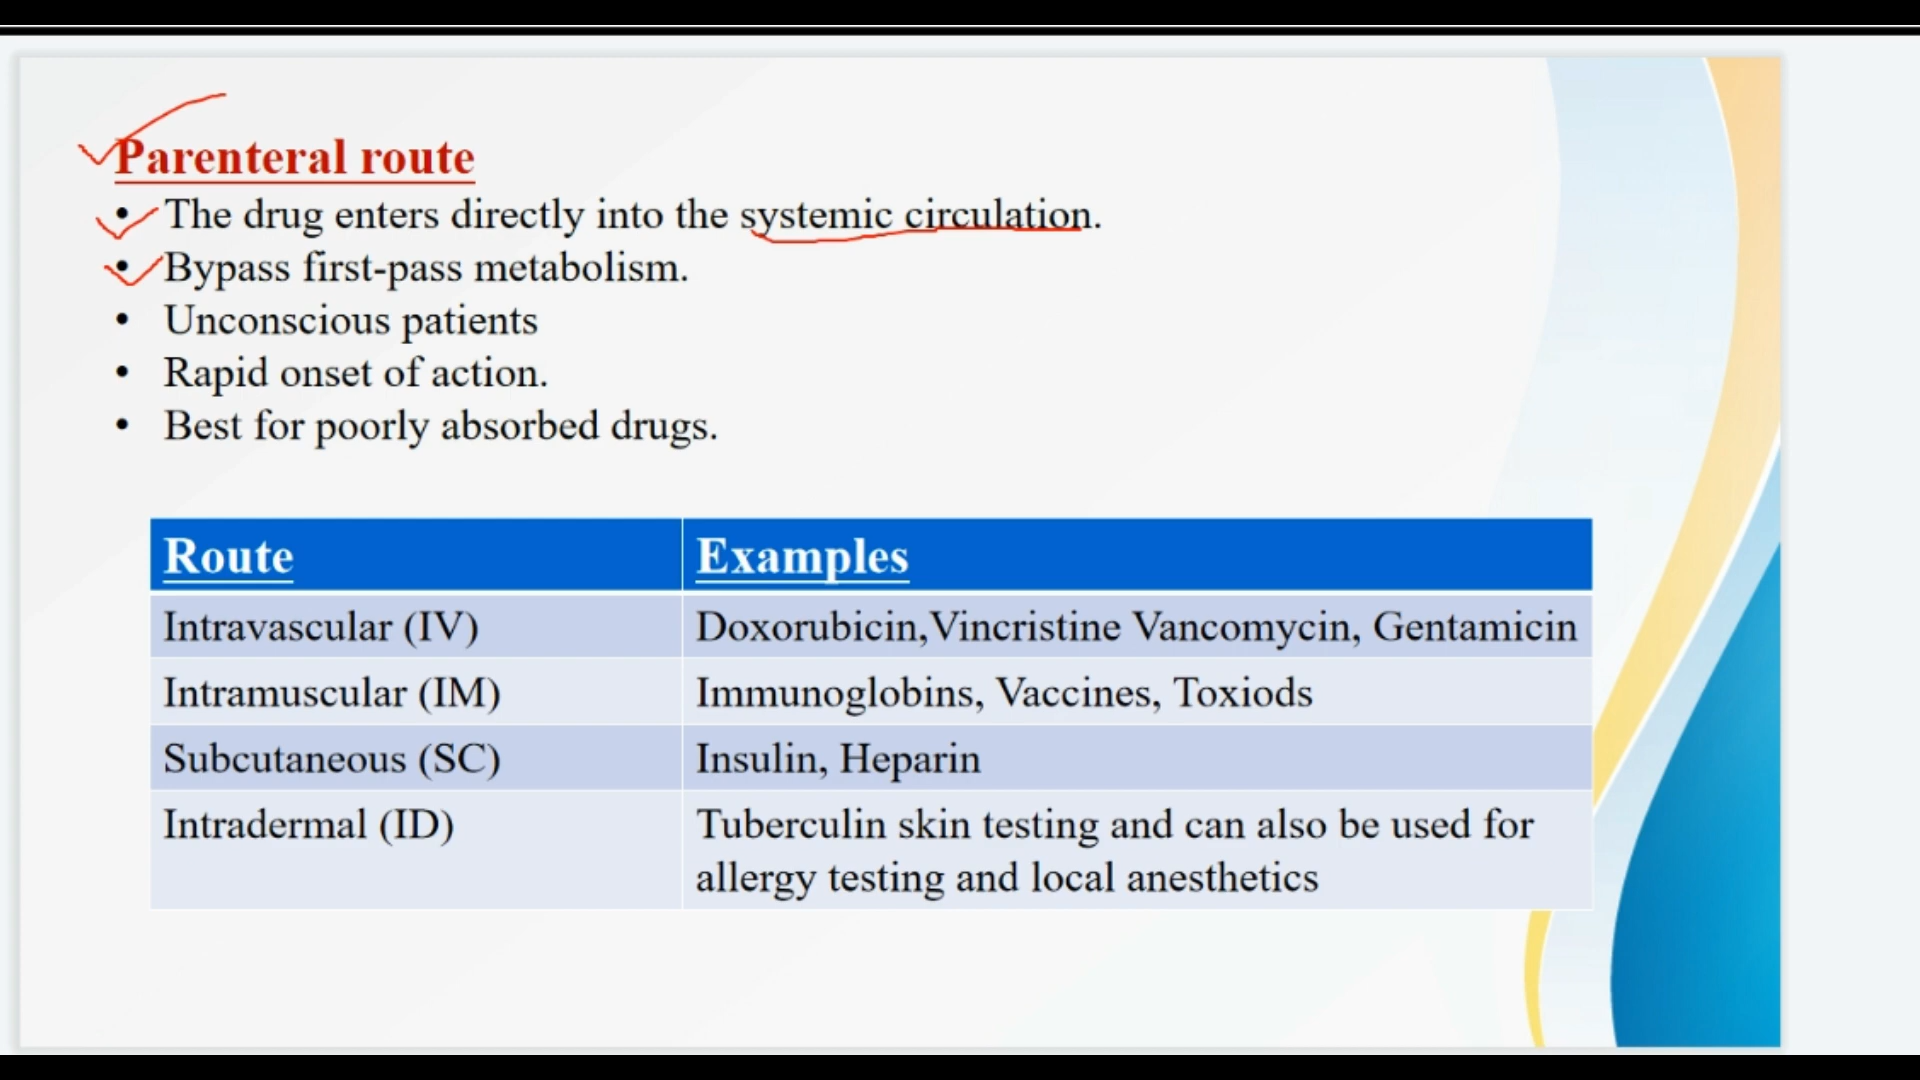 Parenteral route
• The drug enters directly into the systemic circulation.
• Bypass first-pass metabolism.
• Unconscious patients
• Rapid onset of action.
• Best for poorly absorbed drugs.
Route Examples
Intravascular (IV) Doxorubicin,Vincristine Vancomycin, Gentamicin
Intramuscular (IM) Immunoglobins, Vaccines, Toxiods
Subcutaneous (SC) Insulin, Heparin
Intradermal (ID) Tuberculin skin testing and can also be used for
allergy testing and local anesthetics